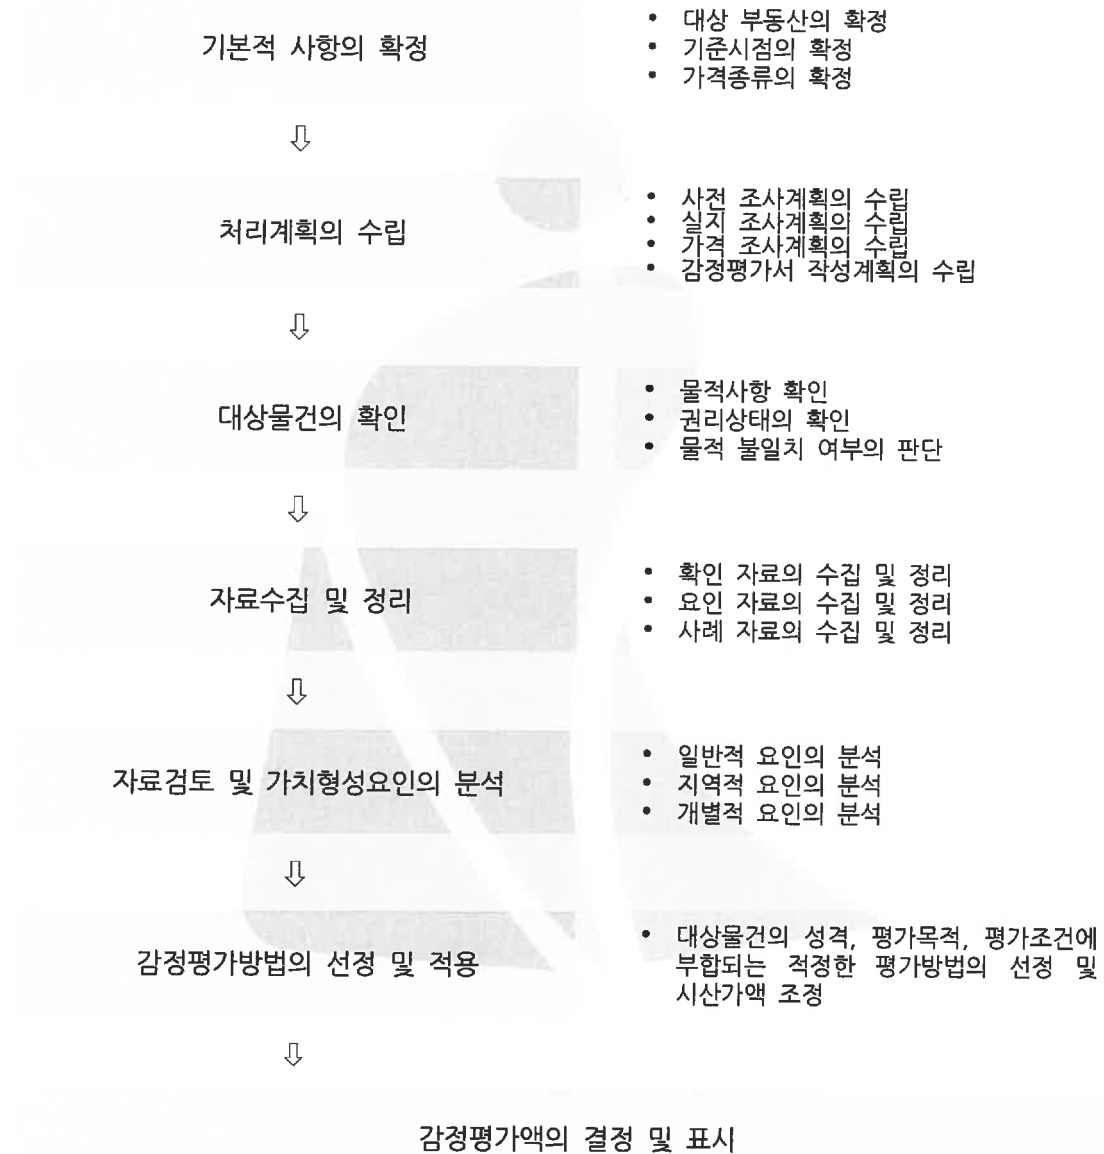 기본적 사항의 확정
• 대상 부동산의 확정
• 기준시점의 확정
• 가격종류의 확정
⇩
처리계획의 수립
• 사전 조사계획의 수립
• 실지 조사계획의 수립
• 가격 조사계획의 수립
• 감정평가서 작성계획의 수립
⇩
대상물건의 확인
• 물적사항 확인
• 권리상태의 확인
• 물적 불일치 여부의 판단
⇩
자료수집 및 정리
• 확인 자료의 수집 및 정리
• 요인 자료의 수집 및 정리
• 사례 자료의 수집 및 정리
⇩
자료검토 및 가치형성요인의 분석
• 일반적 요인의 분석
• 지역적 요인의 분석
• 개별적 요인의 분석
⇩
감정평가방법의 선정 및 적용
• 대상물건의 성격, 평가목적, 평가조건에
부합되는 적정한 평가방법의 선정 및
시산가액 조정
⇩
감정평가액의 결정 및 표시